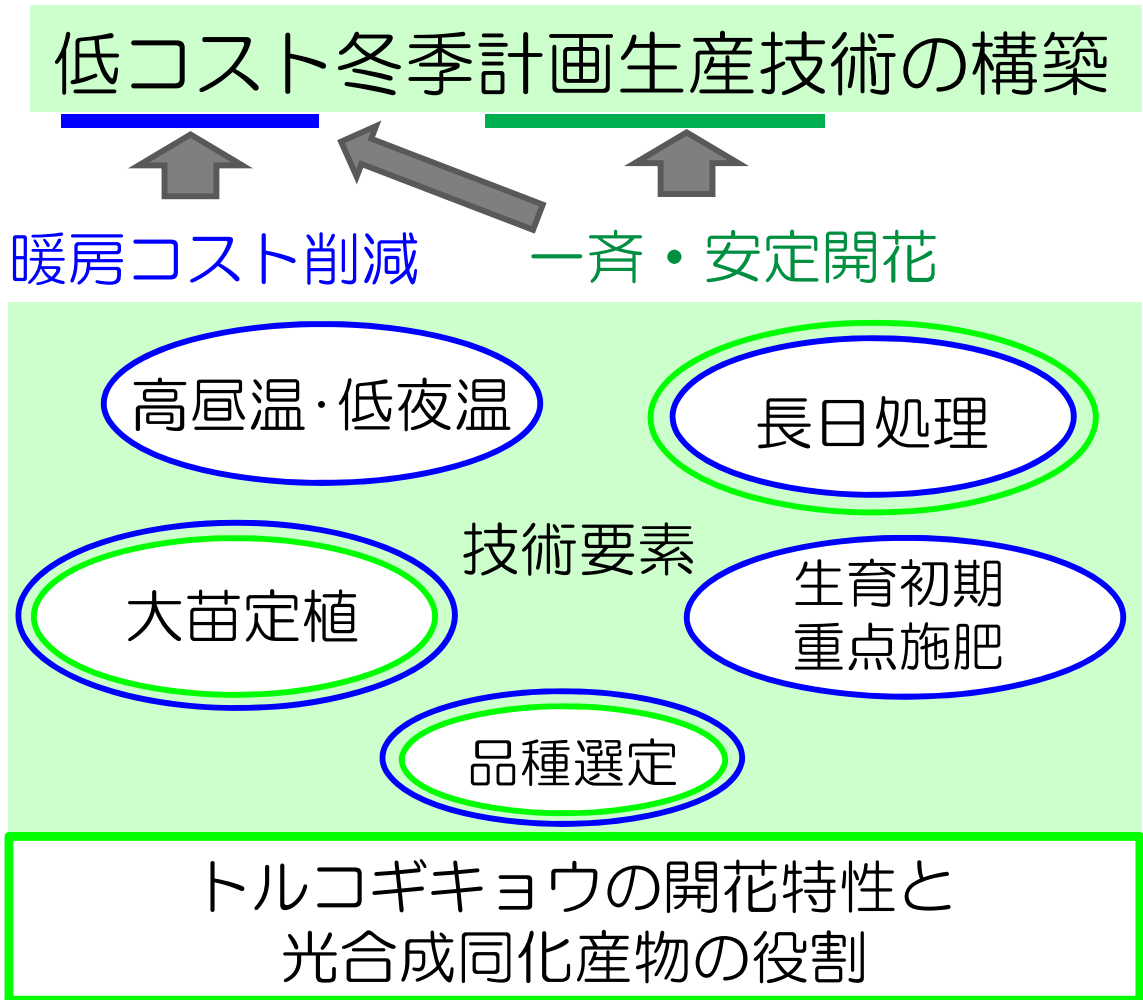 低コスト冬季計画生産技術の構築
暖房コスト削減
一斉・安定開花
高昼温・低夜温
長日処理
技術要素
大苗定植
生育初期
重点施肥
品種選定
トルコギキョウの開花特性と
光合成同化産物の役割